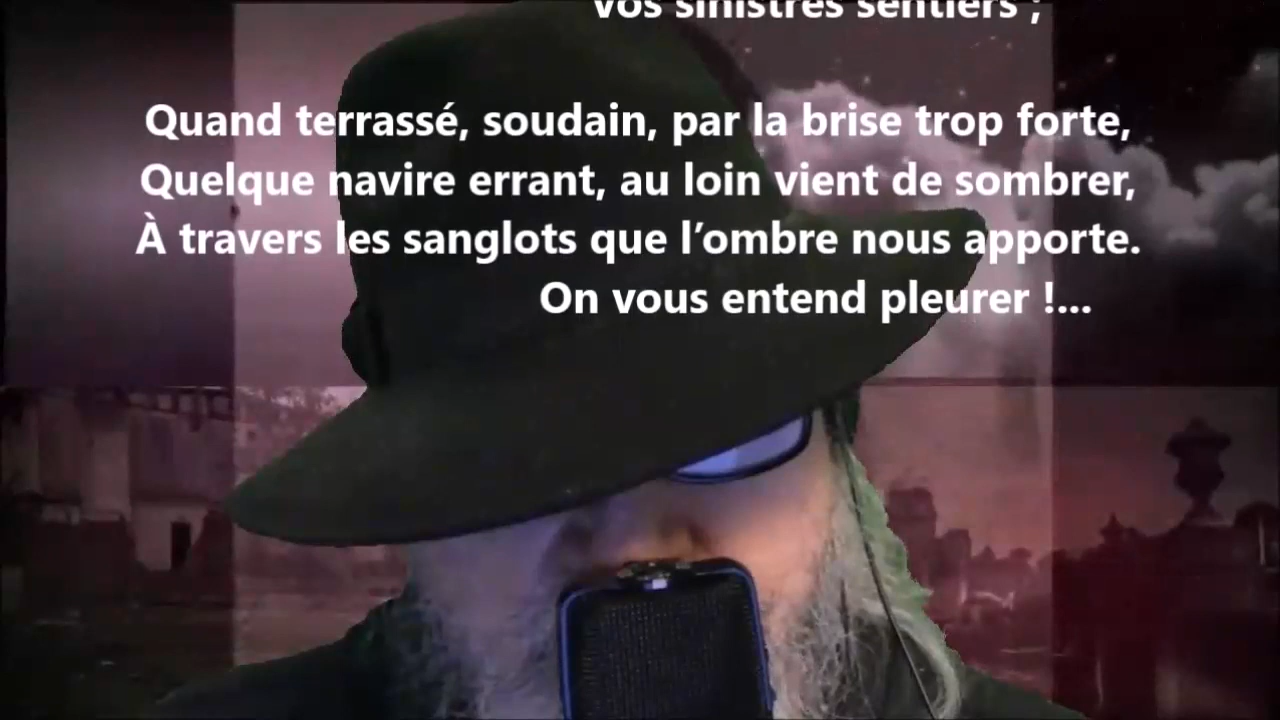 vos sinistres sentiers ;
Quand terrassé, soudain, par la brise trop forte,
Quelque navire errant, au loin vient de sombrer,
À travers les sanglots que l’ombre nous apporte.
On vous entend pleurer !...